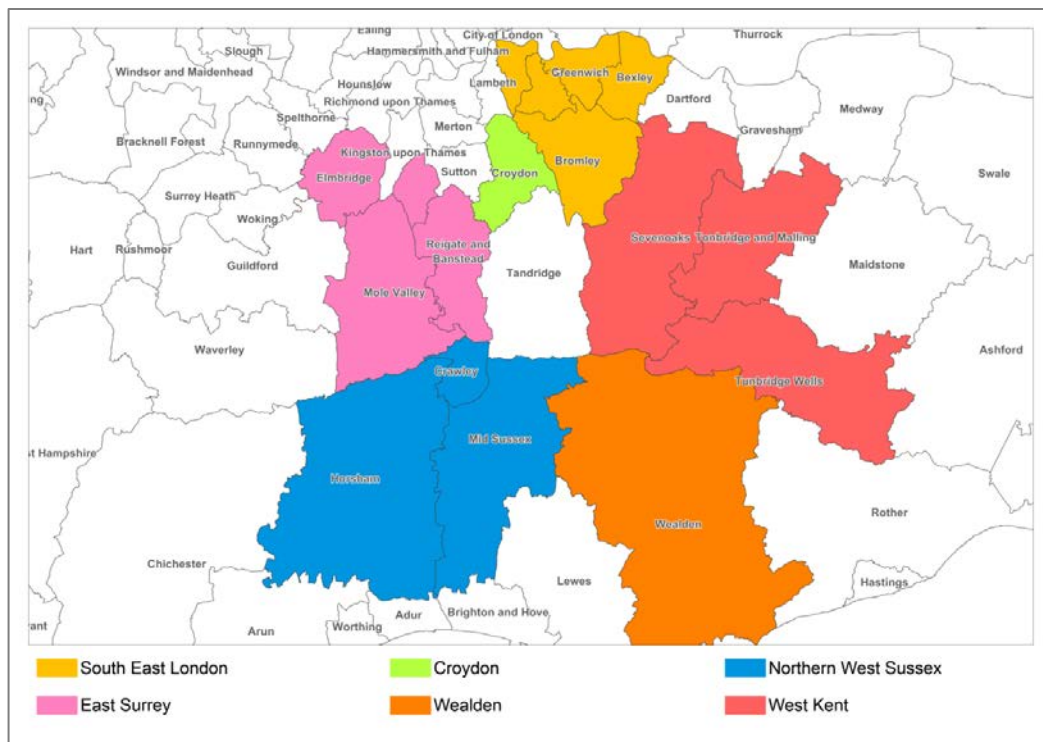 Ealing
City of London
Thurrock
Slough
Hammersmith and Fulham
Windsor and Maidenhead
Greenwich
Bexley
Hounslow
Lambeth
Richmond upon Thames
Dartford
Medway
Spelthorne
Merton
Gravesham
Bracknell Forest
Runnymede
Kingston upon Thames
Bromley
Elmbridge
Sutton
Croydon
Swale
Surrey Heath
Woking
Hart
Rushmoor
Reigate and
Banstead
Sevenoaks
Tonbridge and Malling
Guildford
Tandridge
Maidstone
Mole Valley
Waverley
Ashford
Crawley
Tunbridge Wells
Mid Sussex
st Hampshire
Horsham
Rother
Wealden
Chichester
Lewes
Hastings
Adur
Brighton and Hove
Arun
Worthing
South East London
Croydon
Northern West Sussex
East Surrey
Wealden
West Kent